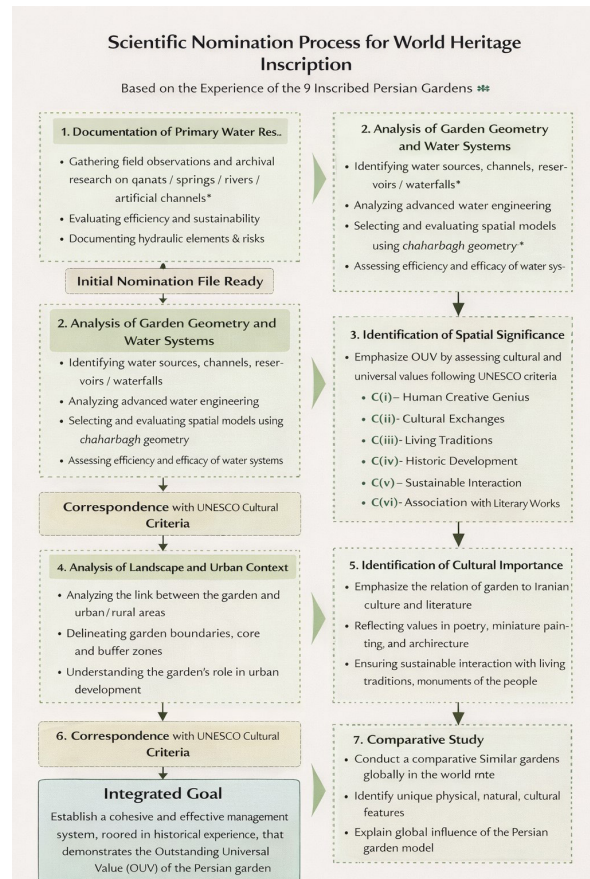 Scientific Nomination Process for World Heritage
Inscription
Based on the Experience of the 9 Inscribed Persian Gardens
1. Documentation of Primary Water Res..
• Gathering field observations and archival
research on qanats / springs / rivers /
artificial channels*
• Evaluating efficiency and sustainability
• Documenting hydraulic elements & risks
2. Analysis of Garden Geometry
and Water Systems
• Identifying water sources, channels, reser-
voirs / waterfalls*
• Analyzing advanced water engineering
• Selecting and evaluating spatial models
using chaharbagh geometry*
• Assessing efficiency and efficacy of water sys-
Initial Nomination File Ready
2. Analysis of Garden Geometry and
Water Systems
• Identifying water sources, channels, reser-
voirs / waterfalls
• Analyzing advanced water engineering
• Selecting and evaluating spatial models using
chaharbagh geometry
• Assessing efficiency and efficacy of water systems
3. Identification of Spatial Significance
• Emphasize OUV by assessing cultural and
universal values following UNESCO criteria
• C(i)– Human Creative Genius
• C(ii)- Cultural Exchanges
• C(iii)- Living Traditions
• C(iv)- Historic Development
• C(v) – Sustainable Interaction
• C(vi)- Association with Literary Works
Correspondence with UNESCO Cultural
Criteria
4. Analysis of Landscape and Urban Context
• Analyzing the link between the garden and
urban/rural areas
• Delineating garden boundaries, core
and buffer zones
• Understanding the garden's role in urban
development
5. Identification of Cultural Importance
• Emphasize the relation of garden to Iranian
culture and literature
• Reflecting values in poetry, miniature pain-
ting, and archirecture
• Ensuring sustainable interaction with living
traditions, monuments of the people
6. Correspondence with UNESCO Cultural
Criteria
7. Comparative Study
• Conduct a comparative Similar gardens
globally in the world mte
• Identify unique physical, natural, cultural
features
• Explain global influence of the Persian
garden model
Integrated Goal
Establish a cohesive and effective management
system, roored in historical experience, that
demonstrates the Outstanding Universal
Value (OUV) of the Persian garden